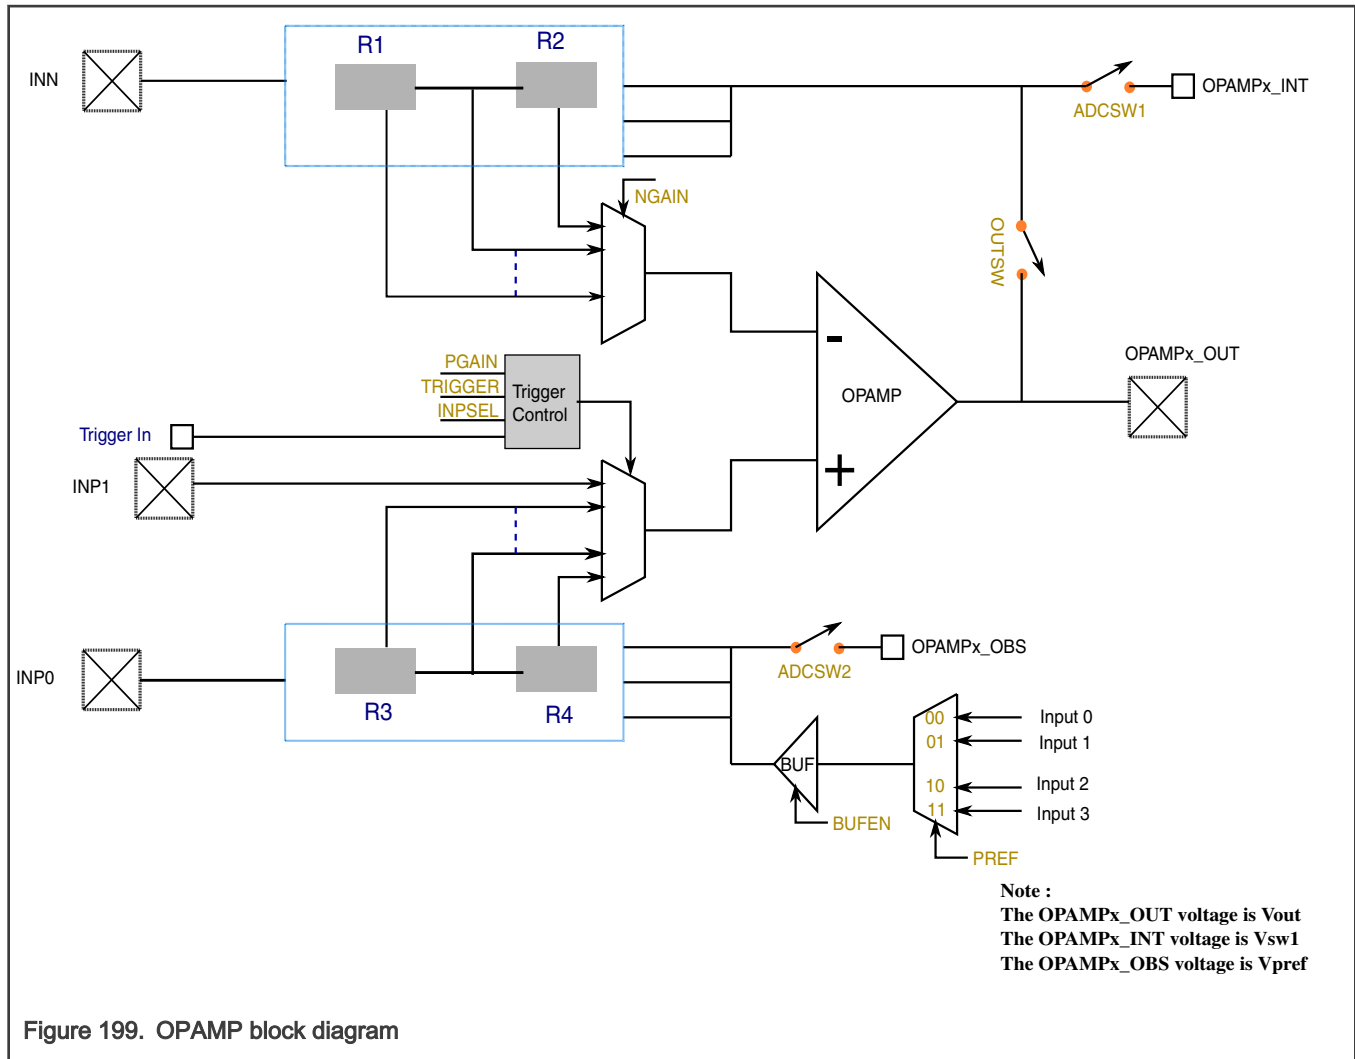 R1
R2
INN
OPAMPx_INT
ADCSW1
NGAIN
OUTSW
-
OPAMPx_OUT
PGAIN
TRIGGER
INPSEL
Trigger
Control
OPAMP
Trigger In
INP1
+
INP0
OPAMPx_OBS
ADCSW2
R3
R4
00
Input 0
01
Input 1
BUF
10
Input 2
11
Input 3
BUFEN
PREF
Note :
The OPAMPx_OUT voltage is Vout
The OPAMPx_INT voltage is Vsw1
The OPAMPx_OBS voltage is Vpref
Figure 199. OPAMP block diagram